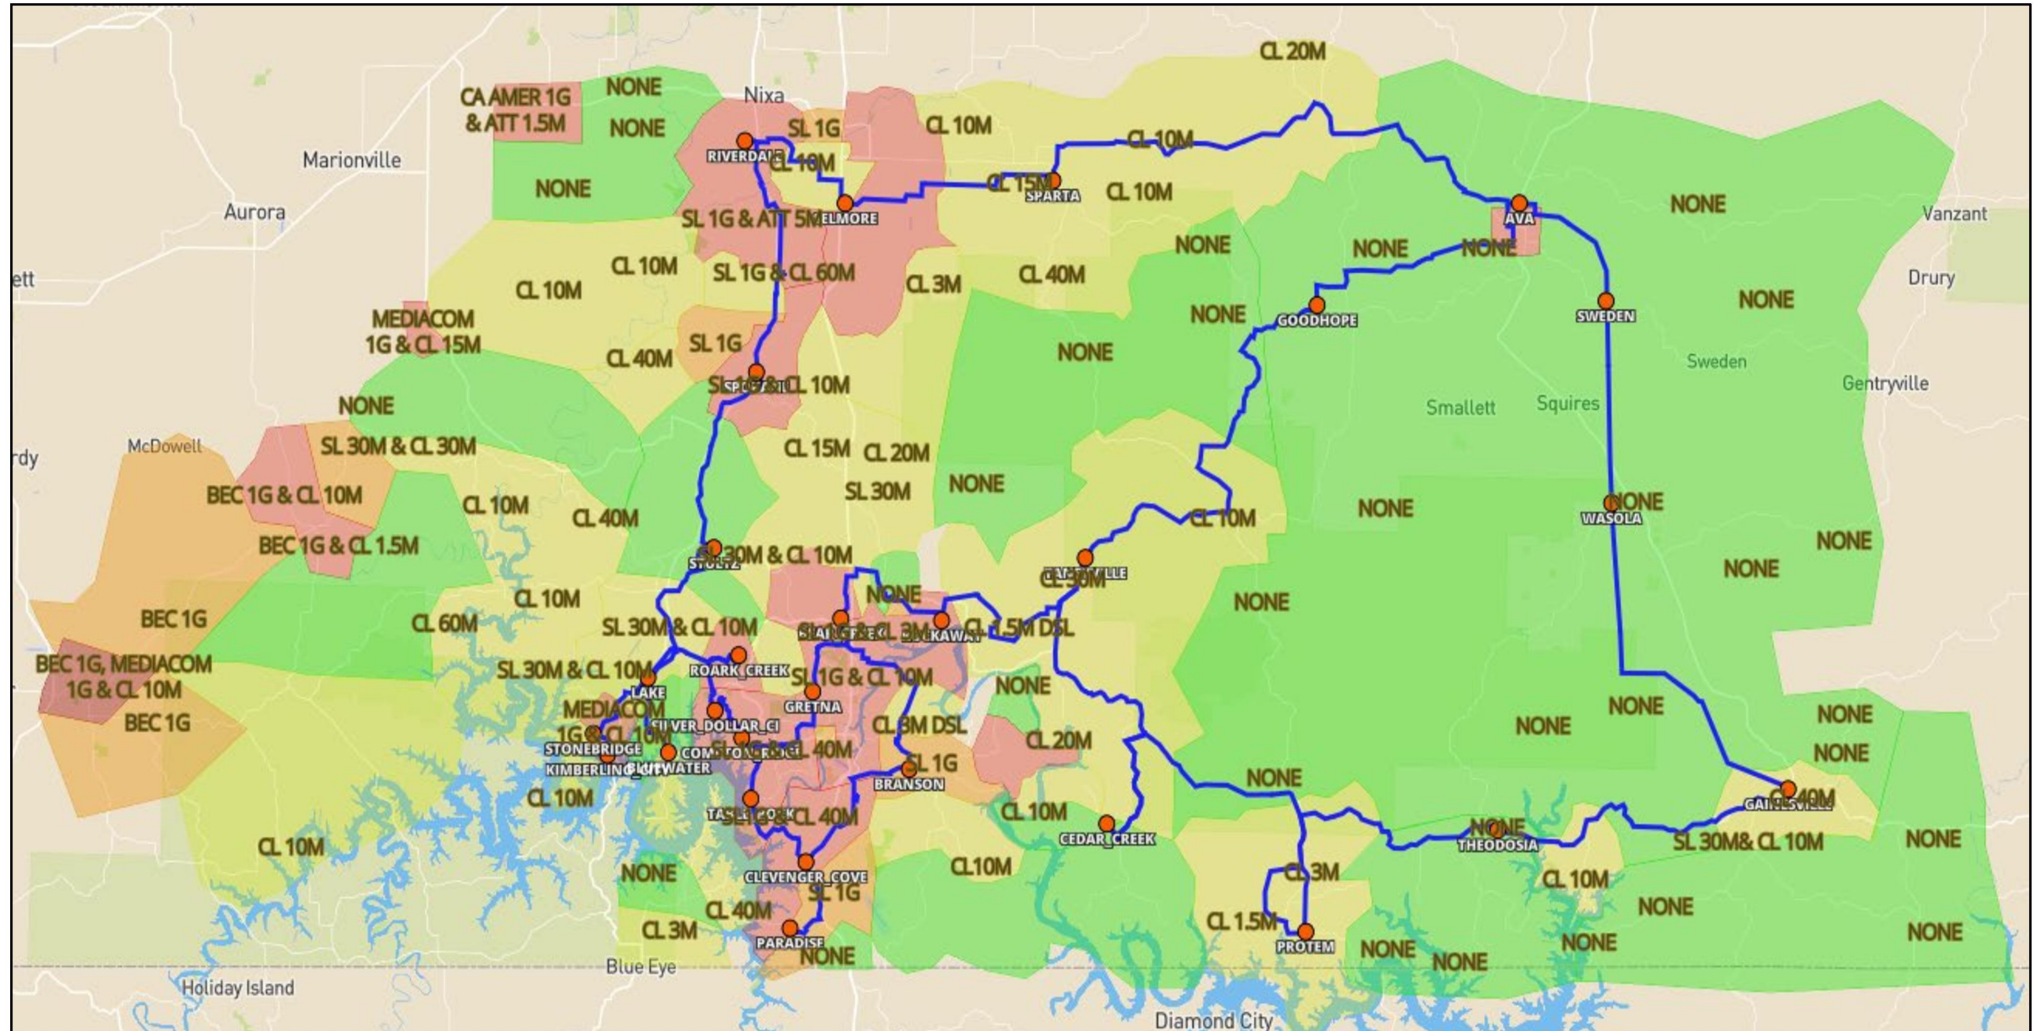 CL 20M
CA AMER 1G
& ATT 1.5M
NONE
Nixa
NONE
SL 1G
CL 10M
CL 10M
Marionville
RIVERDALE
CL 10M
NONE
CL 15M
SPARTA
CL 10M
Aurora
SL 1G & ATT 5M
AVA
NONE
Vanzant
NONE
NONE
NONE
CL 10M
SL 1G & CL 60M
CL 3M
CL 40M
ett
CL 10M
Drury
NONE
MEDIACOM
1G & CL 15M
NONE
GOODHOPE
SWEDEN
SL 1G
CL 40M
NONE
Sweden
Gentryville
NONE
Smallett
Squires
McDowell
SL 30M & CL 30M
CL 15M
CL 20M
rdy
BEC 1G & CL 10M
CL 10M
SL 30M
NONE
NONE
NONE
WASOLA
CL 40M
CL 10M
BEC 1G & CL 1.5M
NONE
SL 30M & CL 10M
NONE
CL 30M
CL 10M
NONE
NONE
BEC 1G
CL 60M
SL 30M & CL 10M
BEC 1G, MEDIACOM
1G & CL 10M
SL 30M & CL 10M
ROARK_CREEK
SL 1G & CL 10M
NONE
LAKE
GRETNA
NONE
NONE
BEC 1G
MEDIACOM
1G & CL 10M
SILVER_DOLLAR_CI
CL 3M DSL
CL 20M
NONE
STONEBRIDGE
NONE
KIMBERLING_CITY
SL 1G
BRANSON
NONE
CL 10M
CL 10M
THEODOSIA
NONE
CEDAR_CREEK
SL 30M& CL 10M
NONE
CL 10M
NONE
CLEVENGER_COVE
SL 1G
CL10M
CL 3M
CL 10M
CL 40M
CL 3M
CL 1.5M
NONE
PARADISE
PROTEM
NONE
NONE
NONE
NONE
NONE
Blue Eye
Holiday Island
Diamond City